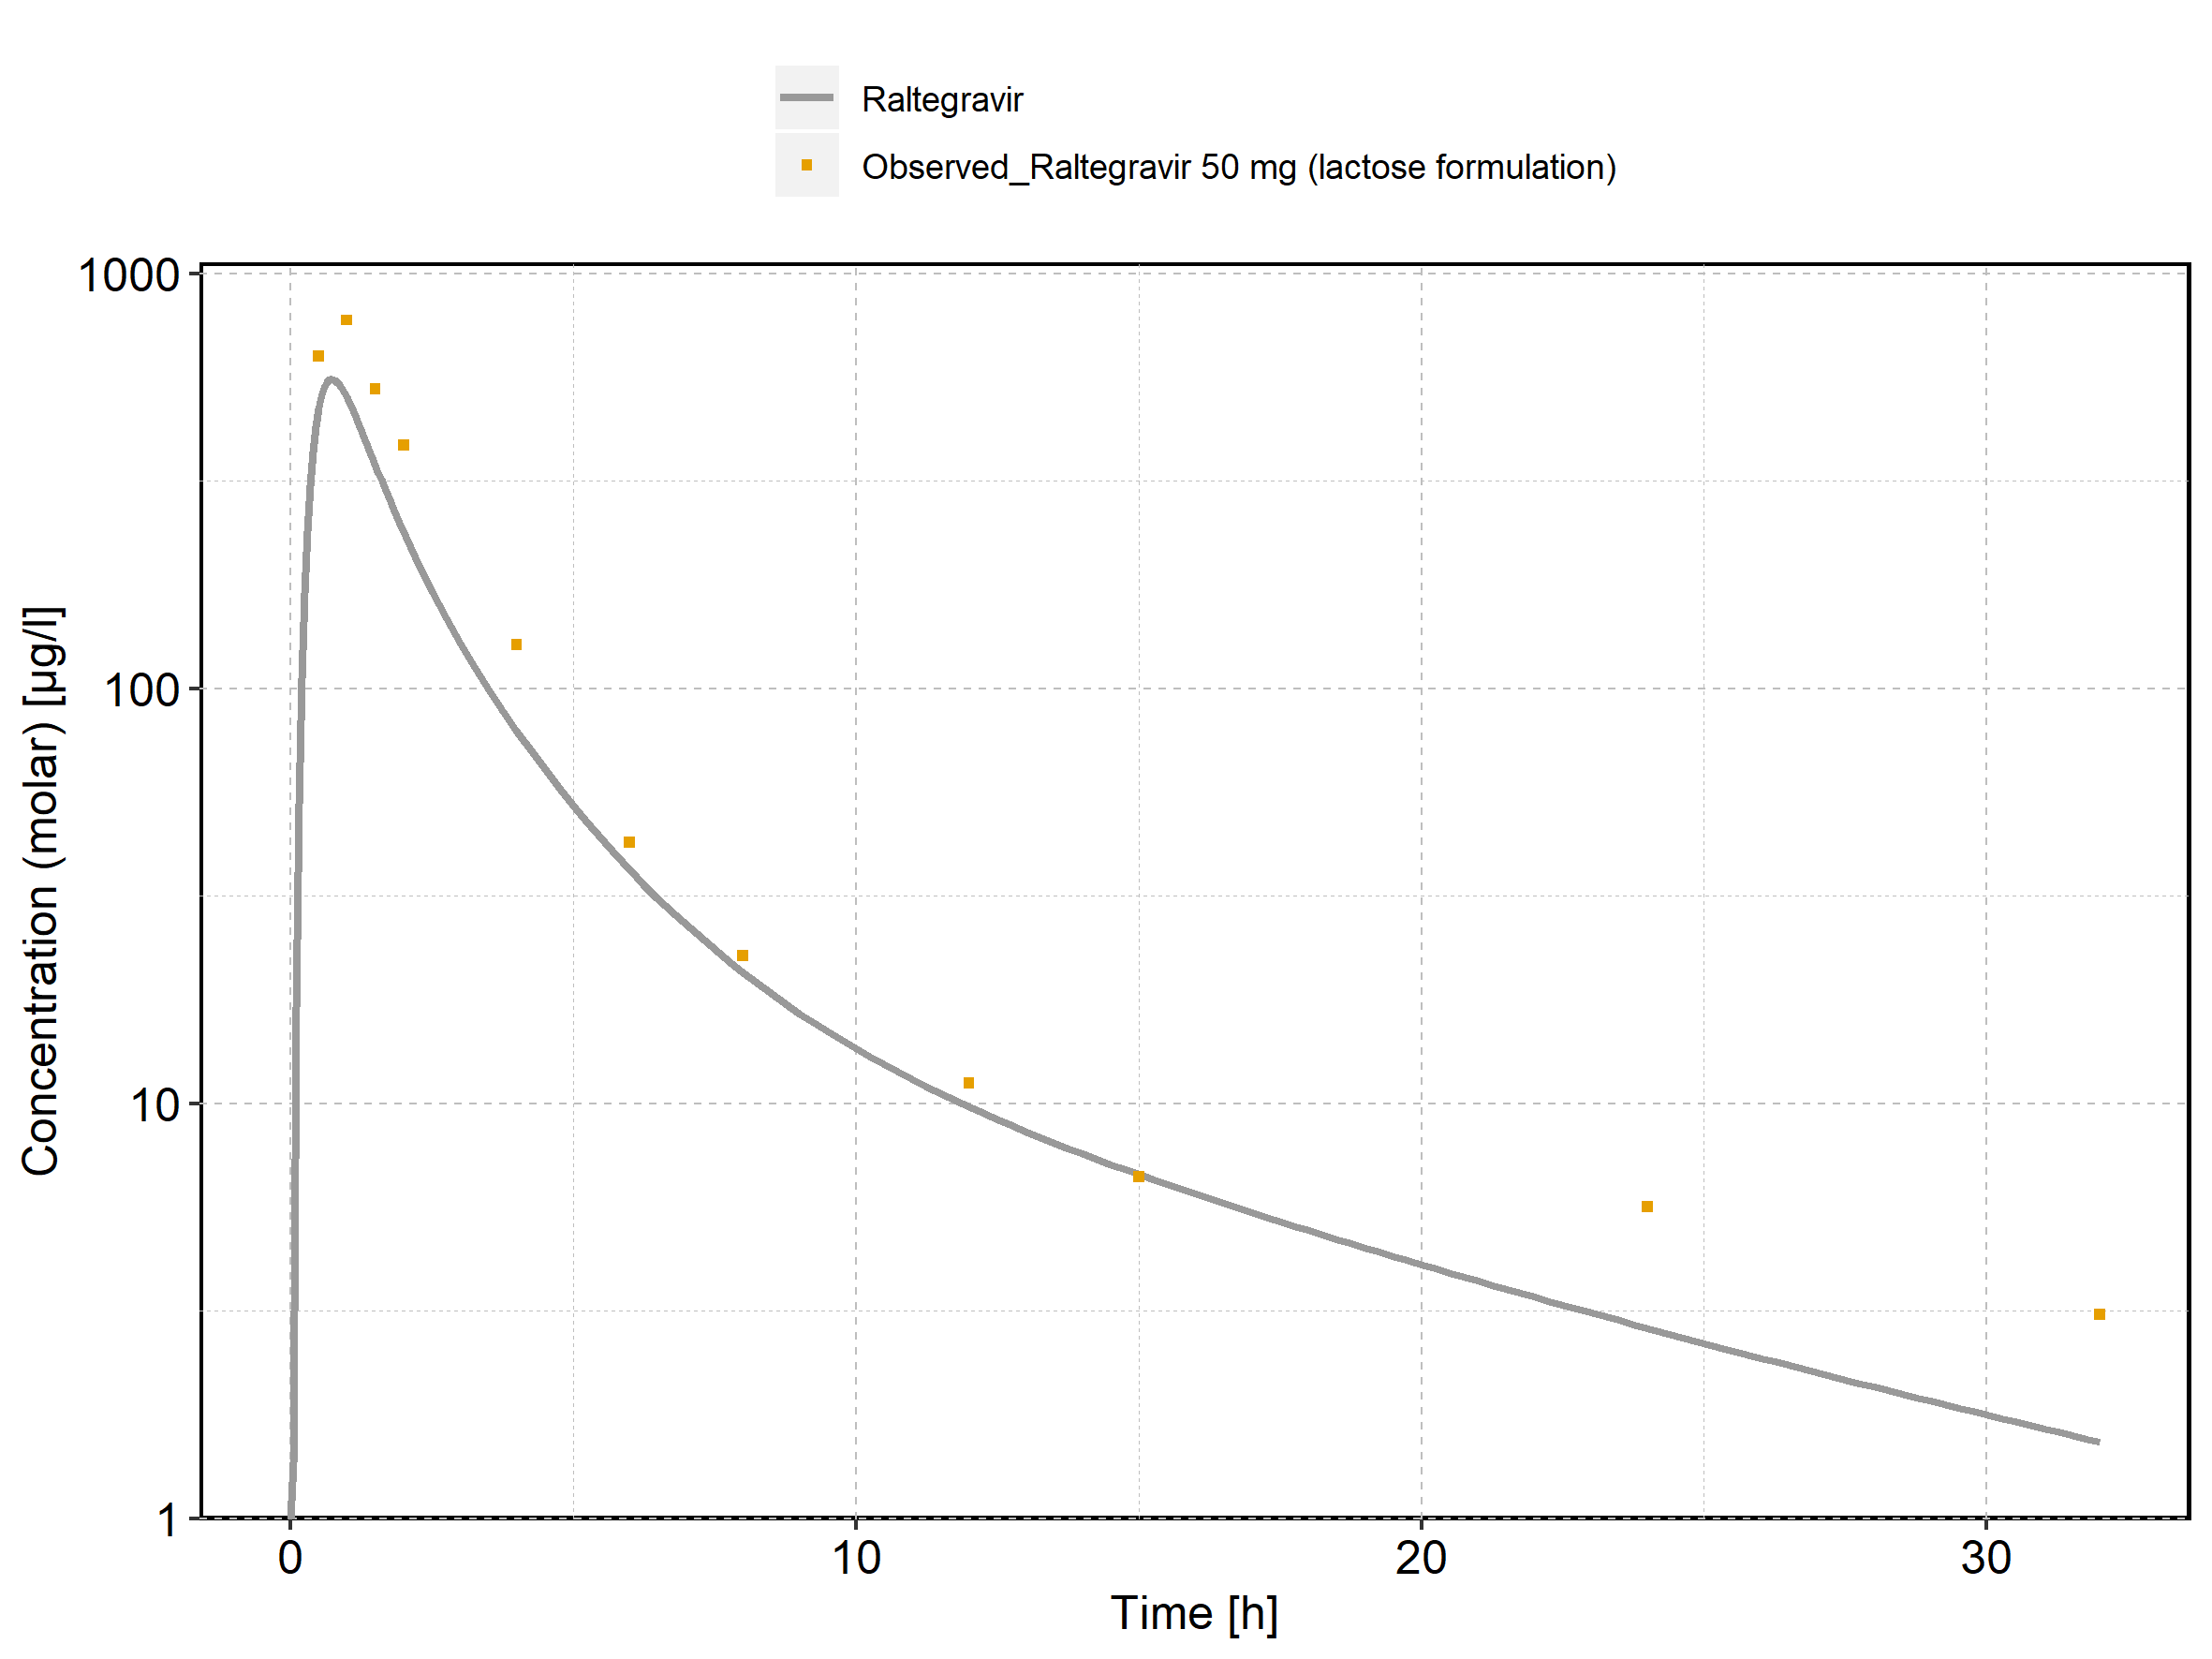 Raltegravir
Observed_Raltegravir 50 mg (lactose formulation)
Concentration (molar) [µg/l]
1000
100
10
1
0 10 20 30
Time [h]